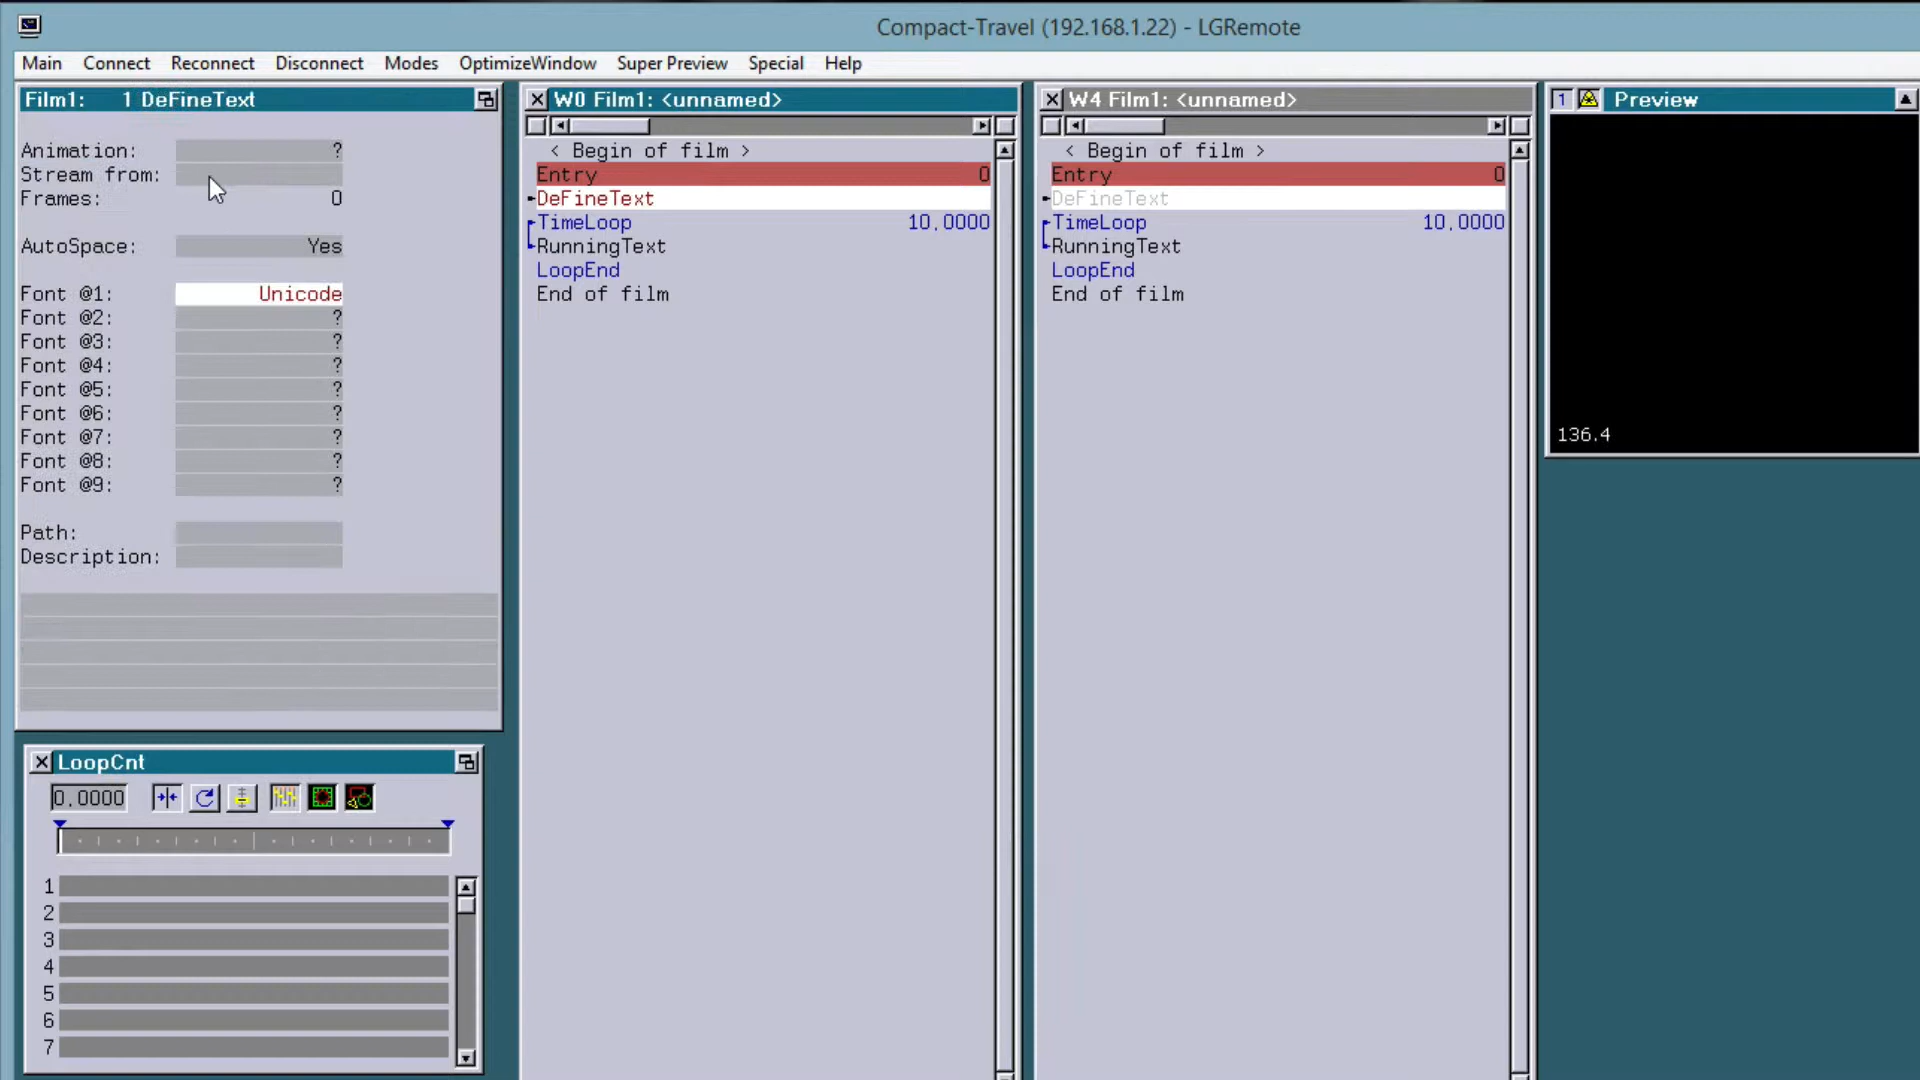 Compact-Travel (192.168.1.22) - LGRemote
Main Connect Reconnect Disconnect Modes OptimizeWindow Super Preview Special Help
Film1: 1 DeFineText
Animation: ?
Stream from:
Frames: 0
AutoSpace: Yes
Font @1: Unicode
Font @2: ?
Font @3: ?
Font @4: ?
Font @5: ?
Font @6: ?
Font @7: ?
Font @8: ?
Font @9: ?
Path:
Description:
LoopCnt
0.0000
1
2
3
4
5
6
7
W0 Film1: <unnamed>
< Begin of film >
Entry 0
DeFineText
TimeLoop 10.0000
RunningText
LoopEnd
End of film
W4 Film1: <unnamed>
< Begin of film >
Entry 0
DeFineText
TimeLoop 10.0000
RunningText
LoopEnd
End of film
1 Preview
136.4